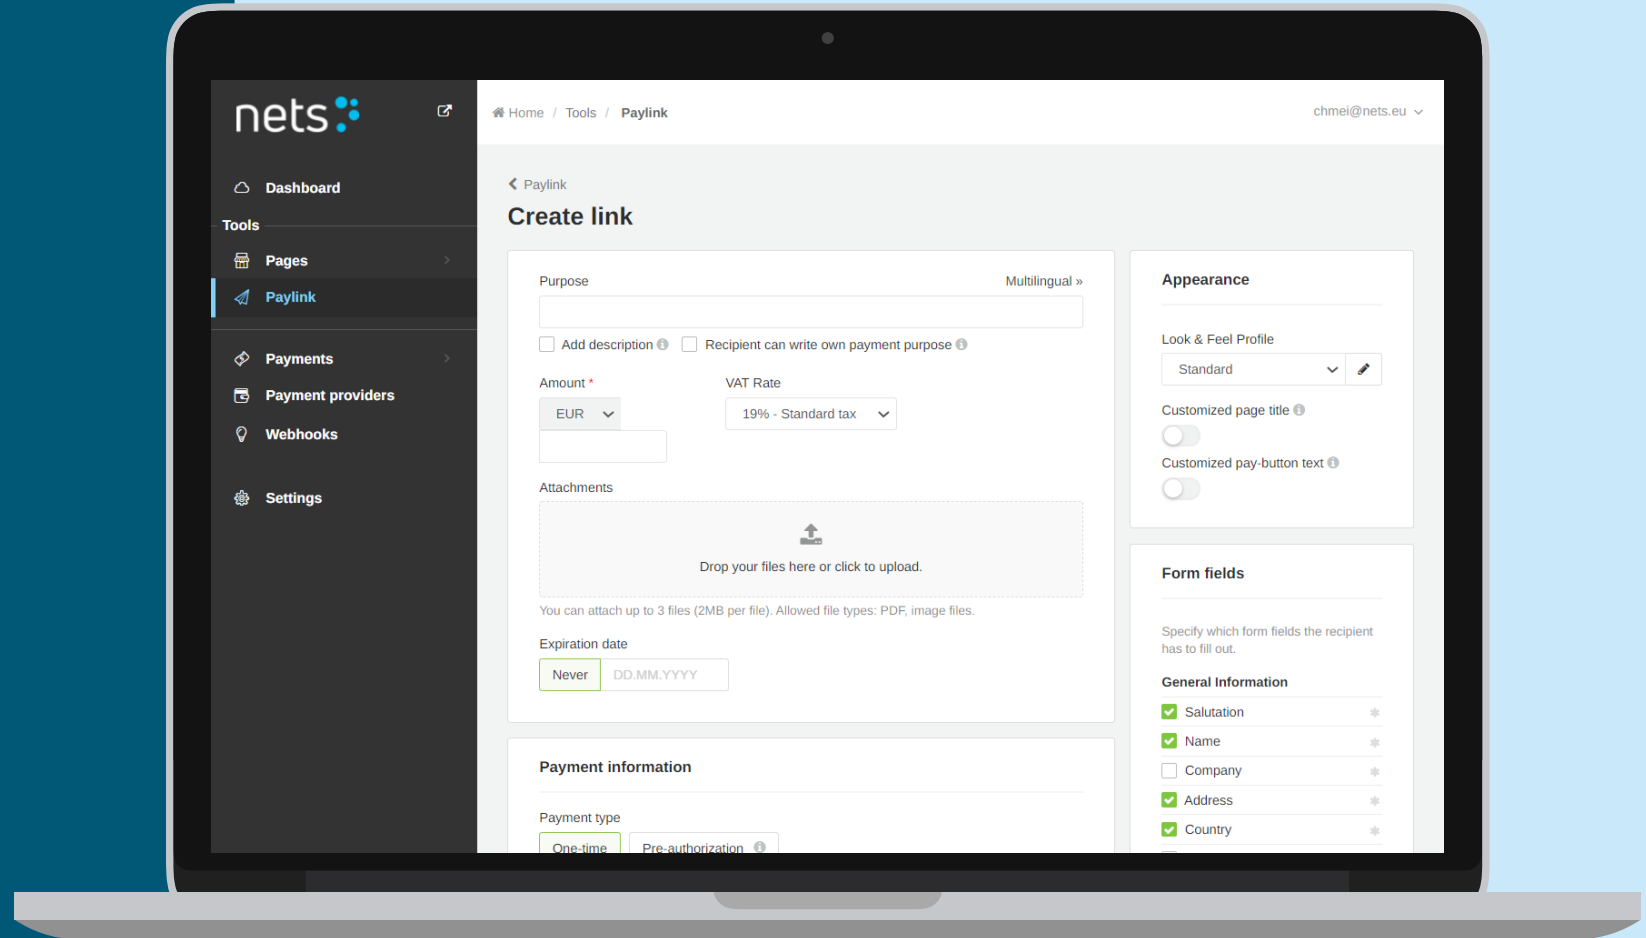 nets
Dashboard
Tools
Pages
Paylink
Payments
Payment providers
Webhooks
Settings
Home / Tools / Paylink
chmei@nets.eu
Paylink
Create link
Purpose
Multilingual »
Add description
Recipient can write own payment purpose
Amount *
VAT Rate
EUR
19% - Standard tax
Attachments
Drop your files here or click to upload.
You can attach up to 3 files (2MB per file). Allowed file types: PDF, image files.
Expiration date
Never
DD.MM.YYYY
Payment information
Payment type
One-time
Pre-authorization
Appearance
Look & Feel Profile
Standard
Customized page title
Customized pay-button text
Form fields
Specify which form fields the recipient
has to fill out.
General Information
Salutation
Name
Company
Address
Country